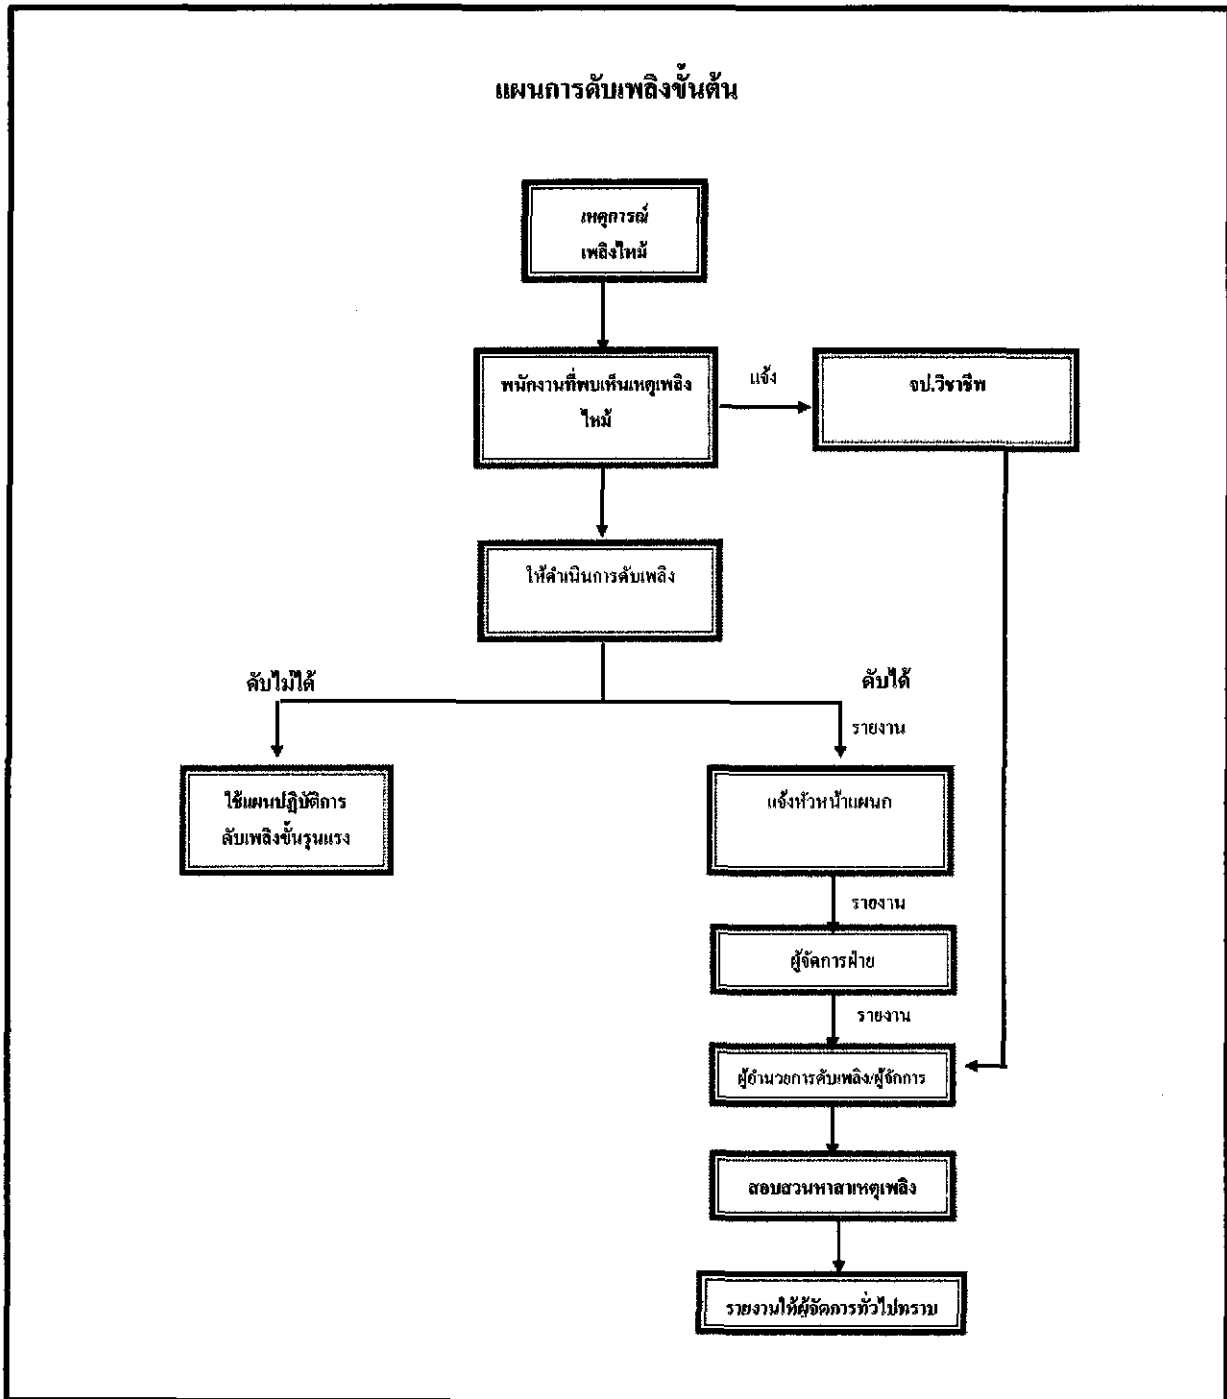 แผนการดับเพลิงขั้นต้น
เหตุการณ์
เพลิงไหม้
พนักงานที่พบเห็นเหตุเพลิง
ไหม้
แจ้ง
จป.วิชาชีพ
ให้ดำเนินการดับเพลิง
ดับไม่ได้
ดับได้
รายงาน
ใช้แผนปฏิบัติการ
ดับเพลิงขั้นรุนแรง
แจ้งหัวหน้าแผนก
รายงาน
ผู้จัดการฝ่าย
รายงาน
ผู้อำนวยการดับเพลิง/ผู้จัดการ
สอบสวนหาสาเหตุเพลิง
รายงานให้ผู้จัดการทั่วไปทราบ